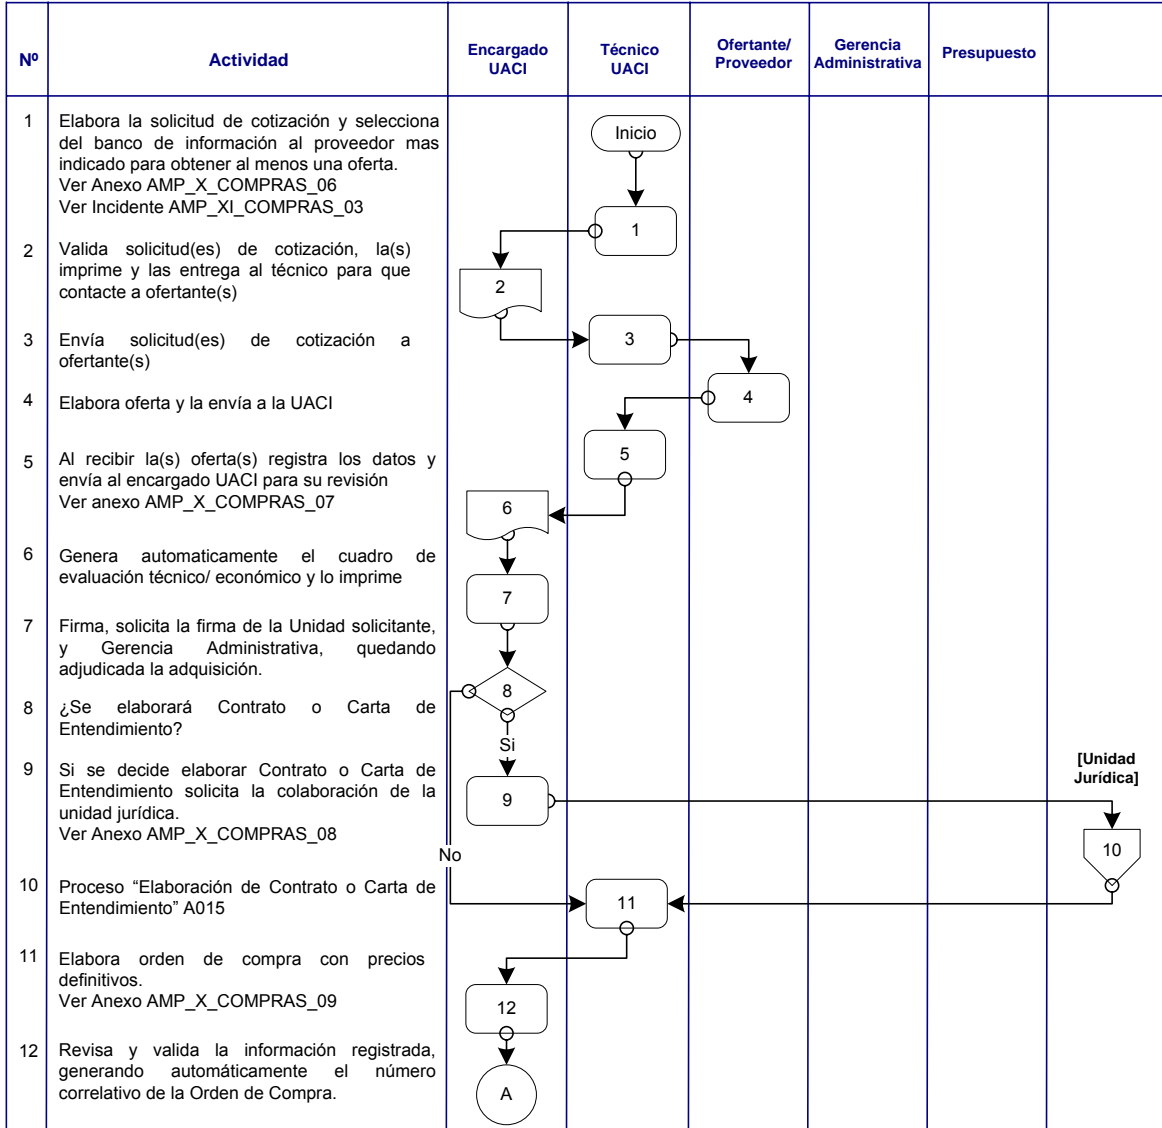 Nº
Actividad
Encargado
UACI
Técnico
UACI
Ofertante/
Proveedor
Gerencia
Administrativa
Presupuesto
1
Elabora la solicitud de cotización y selecciona
del banco de información al proveedor mas
indicado para obtener al menos una oferta.
Ver Anexo AMP_X_COMPRAS_06
Ver Incidente AMP_XI_COMPRAS_03
2
Valida solicitud(es) de cotización, la(s)
imprime y las entrega al técnico para que
contacte a ofertante(s)
3
Envía solicitud(es) de cotización a
ofertante(s)
4
Elabora oferta y la envía a la UACI
5
Al recibir la(s) oferta(s) registra los datos y
envía al encargado UACI para su revisión
Ver anexo AMP_X_COMPRAS_07
6
Genera automaticamente el cuadro de
evaluación técnico/ económico y lo imprime
7
Firma, solicita la firma de la Unidad solicitante,
y Gerencia Administrativa, quedando
adjudicada la adquisición.
8
¿Se elaborará Contrato o Carta de
Entendimiento?
9
Si se decide elaborar Contrato o Carta de
Entendimiento solicita la colaboración de la
unidad jurídica.
Ver Anexo AMP_X_COMPRAS_08
10
Proceso “Elaboración de Contrato o Carta de
Entendimiento” A015
11
Elabora orden de compra con precios
definitivos.
Ver Anexo AMP_X_COMPRAS_09
12
Revisa y valida la información registrada,
generando automáticamente el número
correlativo de la Orden de Compra.
Inicio
1
2
3
4
5
6
7
8
Si
9
[Unidad
Jurídica]
10
No
11
12
A